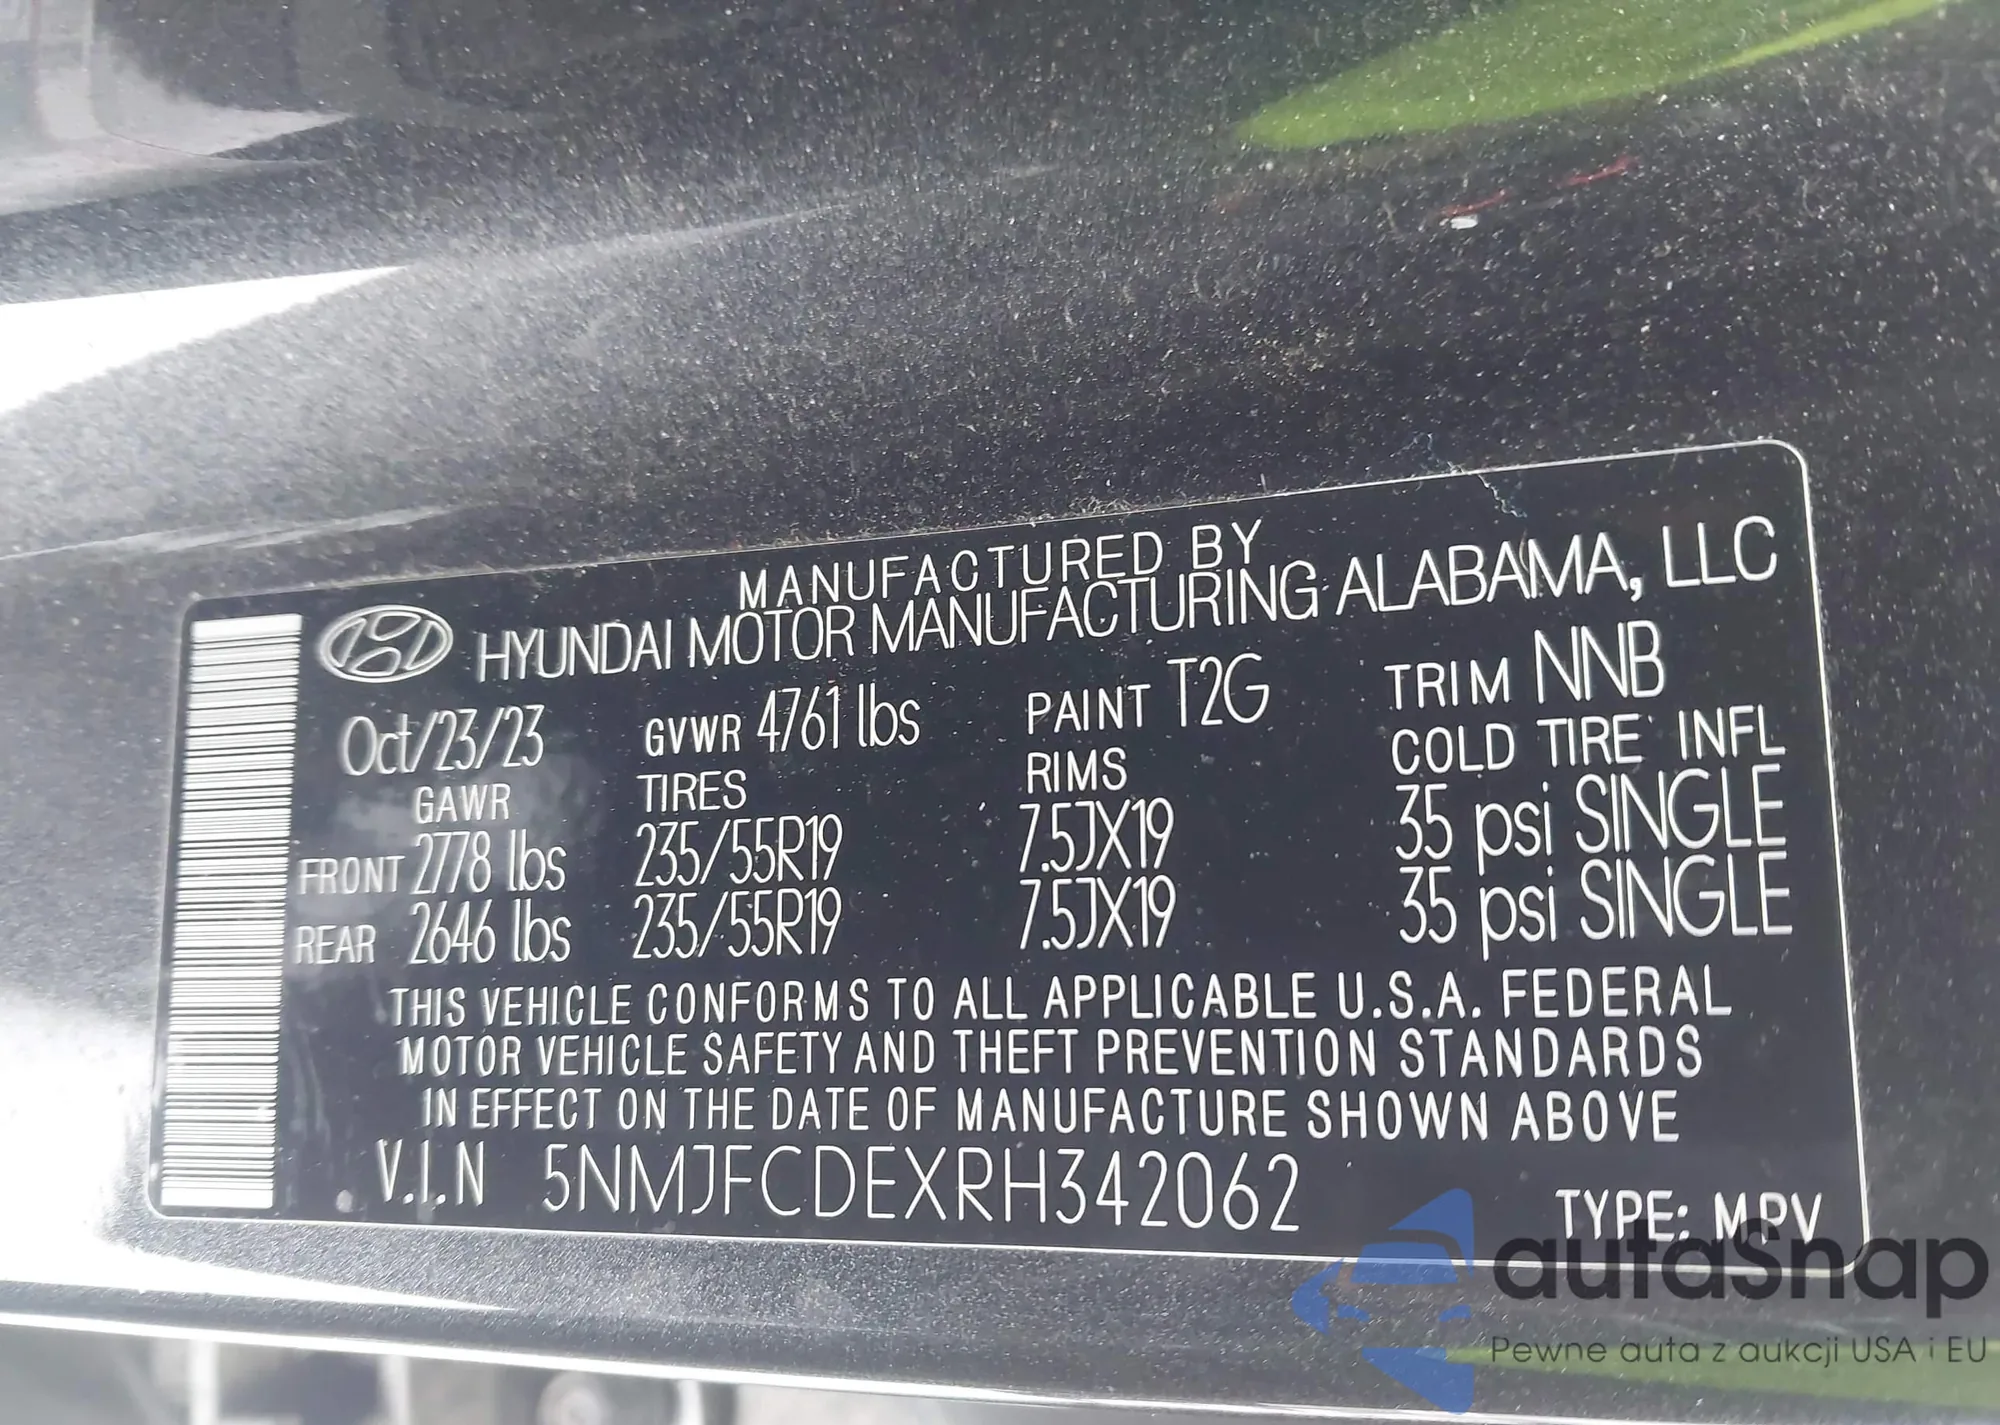 MANUFACTURED BY
HYUNDAI MOTOR MANUFACTURING ALABAMA, LLC
Oct/23/23 GVWR 4761 lbs PAINT T2G TRIM NNB
GAWR TIRES RIMS COLD TIRE INFL
FRONT 2778 lbs 235/55R19 7.5JX19 35 psi SINGLE
REAR 2646 lbs 235/55R19 7.5JX19 35 psi SINGLE
THIS VEHICLE CONFORMS TO ALL APPLICABLE U.S.A. FEDERAL
MOTOR VEHICLE SAFETY AND THEFT PREVENTION STANDARDS
IN EFFECT ON THE DATE OF MANUFACTURE SHOWN ABOVE
V.I.N 5NMJFCDEXRH342062 TYPE: MPV
autaSnap
Pewne auta z aukcji USA i EU